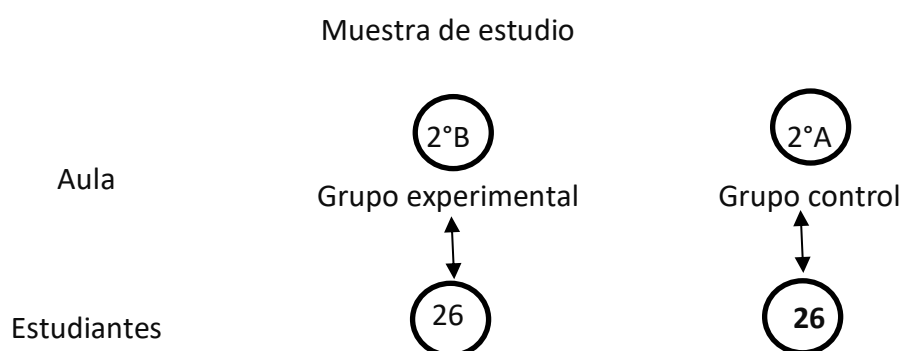 Muestra de estudio
2°B 2°A
Aula
Grupo experimental Grupo control
26 26
Estudiantes